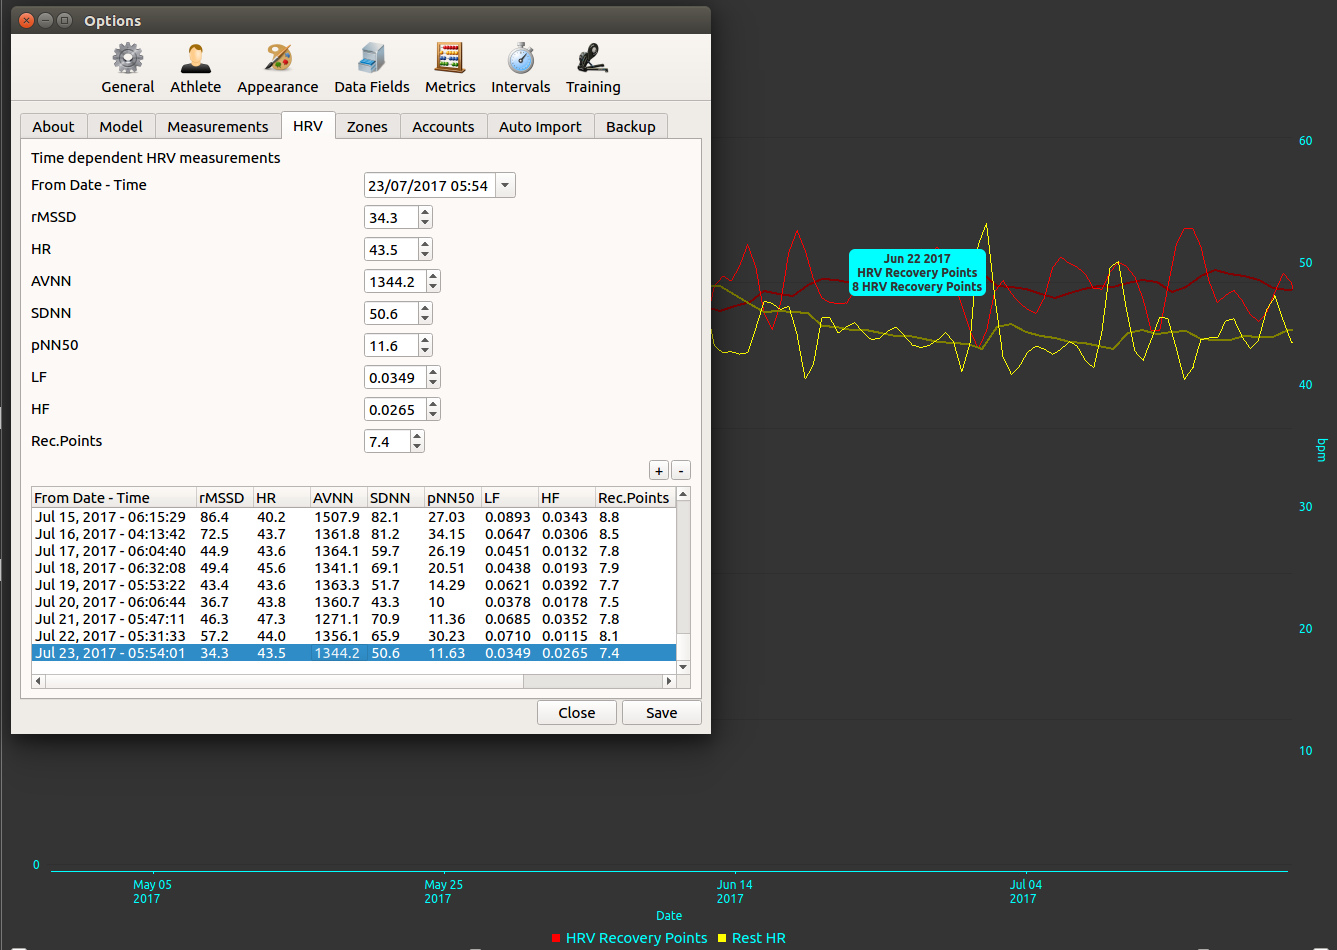 Options
General Athlete Appearance Data Fields Metrics Intervals Training
About Model Measurements HRV Zones Accounts Auto Import Backup
Time dependent HRV measurements
From Date - Time 23/07/2017 05:54
rMSSD 34.3
HR 43.5
AVNN 1344.2
SDNN 50.6
pNN50 11.6
LF 0.0349
HF 0.0265
Rec.Points 7.4
+ -
From Date - Time rMSSD HR AVNN SDNN pNN50 LF HF Rec.Points
Jul 15, 2017 - 06:15:29 86.4 40.2 1507.9 82.1 27.03 0.0893 0.0343 8.8
Jul 16, 2017 - 04:13:42 72.5 43.7 1361.8 81.2 34.15 0.0647 0.0306 8.5
Jul 17, 2017 - 06:04:40 44.9 43.6 1364.1 59.7 26.19 0.0451 0.0132 7.8
Jul 18, 2017 - 06:32:08 49.4 45.6 1341.1 69.1 20.51 0.0438 0.0193 7.9
Jul 19, 2017 - 05:53:22 43.4 43.6 1363.3 51.7 14.29 0.0621 0.0392 7.7
Jul 20, 2017 - 06:06:44 36.7 43.8 1360.7 43.3 10 0.0378 0.0178 7.5
Jul 21, 2017 - 05:47:11 46.3 47.3 1271.1 70.9 11.36 0.0685 0.0352 7.8
Jul 22, 2017 - 05:31:33 57.2 44.0 1356.1 65.9 30.23 0.0710 0.0115 8.1
Jul 23, 2017 - 05:54:01 34.3 43.5 1344.2 50.6 11.63 0.0349 0.0265 7.4
Close Save
Jun 22 2017
HRV Recovery Points
8 HRV Recovery Points
60
50
40
bpm
30
20
10
0
May 05
2017
May 25
2017
Jun 14
2017
Jul 04
2017
Date
HRV Recovery Points Rest HR